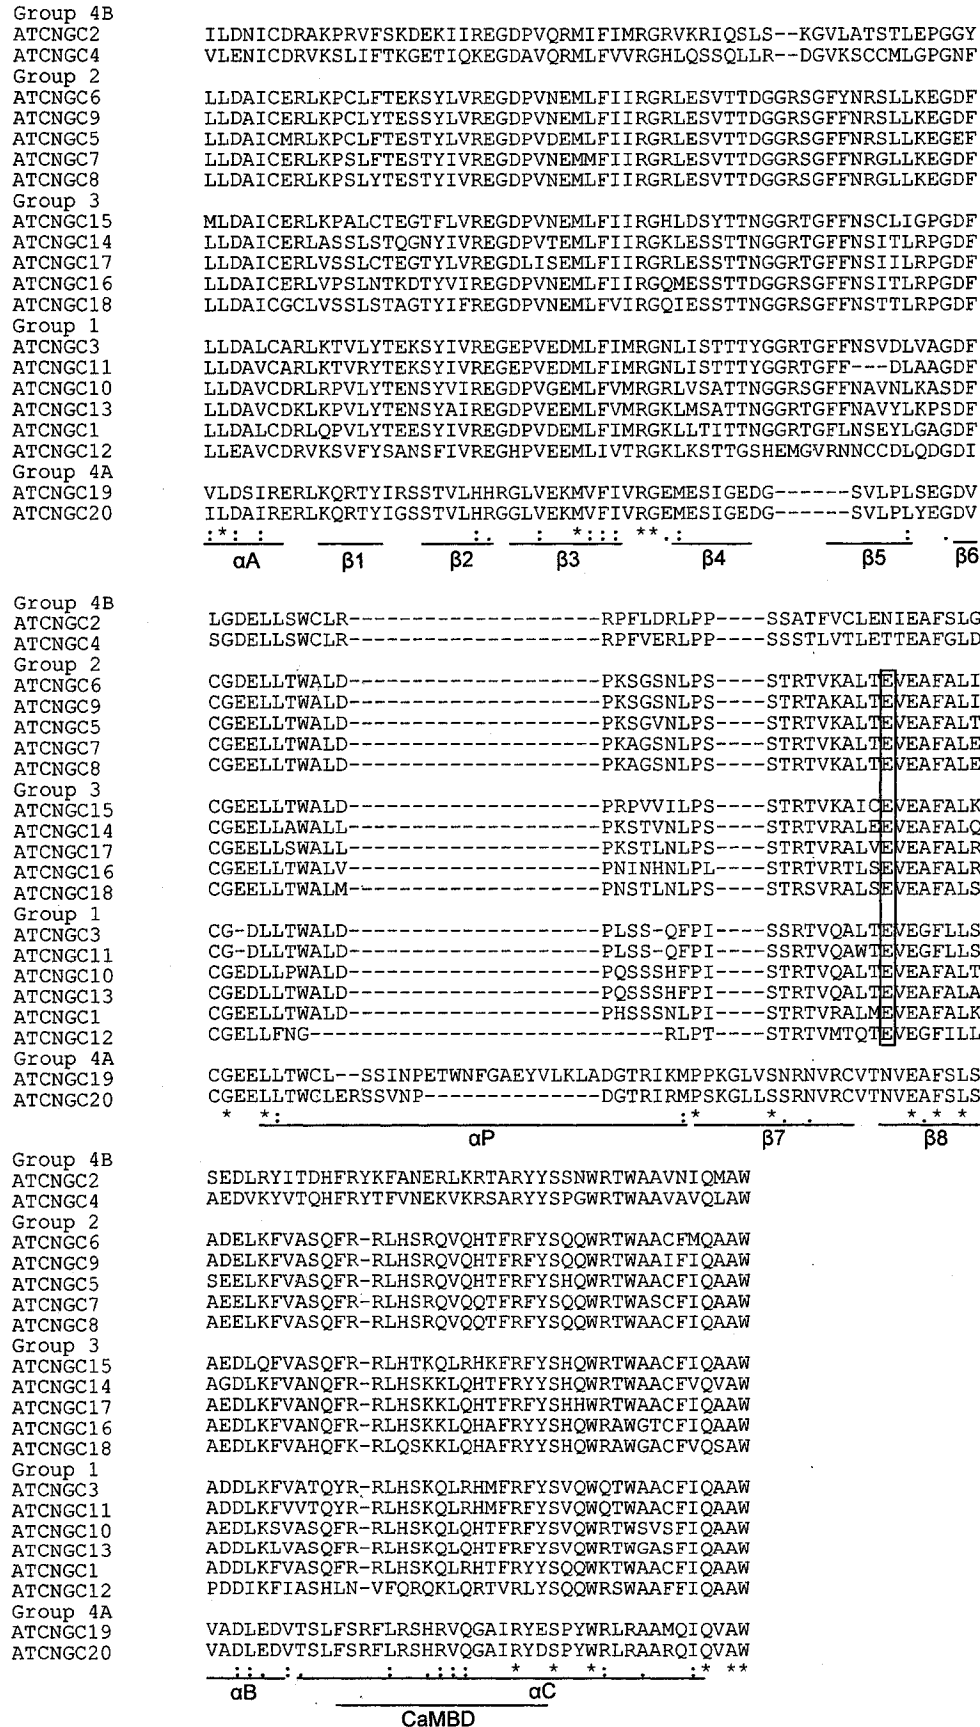 Group 4B
ATCNGC2 ILDNICDRAKPRVFSKDEKIIREGDPVQRMIFIMRGRVKRIQSLS--KGVLATSTLEPGGY
ATCNGC4 VLENICDRVKSLIFTKGETIQKEGDAVQRMLFVVRGHLQSSQLLR--DGVKSCCMLGPGNF
Group 2
ATCNGC6 LLDAICERLKPCLFTEKSYLVREGDPVNEMLFIIRGRLESVTTDGGRSGFYNRSLLKEGDF
ATCNGC9 LLDAICERLKPCLYTESSYLVREGDPVNEMLFIIRGRLESVTTDGGRSGFFNRSLLKEGDF
ATCNGC5 LLDAICMRLKPCLFTESTYLVREGDPVDEMLFIIRGRLESVTTDGGRSGFFNRSLLKEGEF
ATCNGC7 LLDAICERLKPSLFTESTYIVREGDPVNEMMFIIRGRLESVTTDGGRSGFFNRGLLKEGDF
ATCNGC8 LLDAICERLKPSLYTESTYIVREGDPVNEMLFIIRGRLESVTTDGGRSGFFNRGLLKEGDF
Group 3
ATCNGC15 MLDAICERLKPALCTEGTFLVREGDPVNEMLFIIRGHLDSYTTNGGRTGFFNSCLIGPGDF
ATCNGC14 LLDAICERLASSLSTQGNYIVREGDPVTEMLFIIRGKLESSTTNGGRTGFFNSITLRPGDF
ATCNGC17 LLDAICERLVSSLCTEGTYLVREGDLISEMLFIIRGRLESSTTNGGRTGFFNSIILRPGDF
ATCNGC16 LLDAICERLVPSLNTKDTYVIREGDPVNEMLFIIRGQMESSTTDGGRSGFFNSITLRPGDF
ATCNGC18 LLDAICGCLVSSLSTAGTYIFREGDPVNEMLFVIRGQIESSTTNGGRSGFFNSTTLRPGDF
Group 1
ATCNGC3 LLDALCARLKTVLYTEKSYIVREGEPVEDMLFIMRGNLISTTTYGGRTGFFNSVDLVAGDF
ATCNGC11 LLDAVCARLKTVRYTEKSYIVREGEPVEDMLFIMRGNLISTTTYGGRTGFF---DLAAGDF
ATCNGC10 LLDAVCDRLRPVLYTENSYVIREGDPVGEMLFVMRGRLVSATTNGGRSGFFNAVNLKASDF
ATCNGC13 LLDAVCDKLKPVLYTENSYAIREGDPVEEMLFVMRGKLMSATTNGGRTGFFNAVYLKPSDF
ATCNGC1 LLDALCDRLQPVLYTEESYIVREGDPVDEMLFIMRGKLLTITTNGGRTGFLNSEYLGAGDF
ATCNGC12 LLEAVCDRVKSVFYSANSFIVREGHPVEEMLIVTRGKLKSTTGSHEMGVRNNCCDLQDGDI
Group 4A
ATCNGC19 VLDSIRERLKQRTYIRSSTVLHHRGLVEKMVFIVRGEMESIGEDG------SVLPLSEGDV
ATCNGC20 ILDAIRERLKQRTYIGSSTVLHRGGLVEKMVFIVRGEMESIGEDG------SVLPLYEGDV
:*: : :. : *::: **.: : . :
αA β1 β2 β3 β4 β5 β6
Group 4B
ATCNGC2 LGDELLSWCLR--------------------RPFLDRLPP----SSATFVCLENIEAFSLG
ATCNGC4 SGDELLSWCLR--------------------RPFVERLPP----SSSTLVTLETTEAFGLD
Group 2
ATCNGC6 CGDELLTWALD--------------------PKSGSNLPS----STRTVKALTEVEAFALI
ATCNGC9 CGEELLTWALD--------------------PKSGSNLPS----STRTAKALTEVEAFALI
ATCNGC5 CGEELLTWALD--------------------PKSGVNLPS----STRTVKALTEVEAFALT
ATCNGC7 CGEELLTWALD--------------------PKAGSNLPS----STRTVKALTEVEAFALE
ATCNGC8 CGEELLTWALD--------------------PKAGSNLPS----STRTVKALTEVEAFALE
Group 3
ATCNGC15 CGEELLTWALD--------------------PRPVVILPS----STRTVKAICEVEAFALK
ATCNGC14 CGEELLAWALL--------------------PKSTVNLPS----STRTVRALEEVEAFALQ
ATCNGC17 CGEELLSWALL--------------------PKSTLNLPS----STRTVRALVEVEAFALR
ATCNGC16 CGEELLTWALV--------------------PNINHNLPL----STRTVRTLSEVEAFALR
ATCNGC18 CGEELLTWALM--------------------PNSTLNLPS----STRSVRALSEVEAFALS
Group 1
ATCNGC3 CG-DLLTWALD--------------------PLSS-QFPI----SSRTVQALTEVEGFLLS
ATCNGC11 CG-DLLTWALD--------------------PLSS-QFPI----SSRTVQAWTEVEGFLLS
ATCNGC10 CGEDLLPWALD--------------------PQSSSHFPI----STRTVQALTEVEAFALT
ATCNGC13 CGEDLLTWALD--------------------PQSSSHFPI----STRTVQALTEVEAFALA
ATCNGC1 CGEDLLTWALD--------------------PHSSSNFPI----STRTVRALMEVEAFALK
ATCNGC12 CGELLFNG----------------------------RLPT----STRTVMTQTEVEGFILL
Group 4A
ATCNGC19 CGEELLTWCL--SSINPETWNFGAEYVLKLADGTRIKMPPKGLVSNRNVRCVTNVEAFSLS
ATCNGC20 CGEELLTWCLERSSVNP--------------DGTRIRMPSKGLLSSRNVRCVTNVEAFSLS
* *: :. *. . * * *
αP β7 β8
Group 4B
ATCNGC2 SEDLRYITDHFRYKFANERLKRTARYYSSNWRTWAAVNIQMAW
ATCNGC4 AEDVKYVTQHFRYTFVNEKVKRSARYYSPGWRTWAAVAVQLAW
Group 2
ATCNGC6 ADELKFVASQFR-RLHSRQVQHTFRFYSQQWRTWAACFMQAAW
ATCNGC9 ADELKFVASQFR-RLHSRQVQHTFRFYSQQWRTWAAIFIQAAW
ATCNGC5 SEELKFVASQFR-RLHSRQVQHTFRFYSHQWRTWAACFIQAAW
ATCNGC7 AEELKFVASQFR-RLHSRQVQQTFRFYSQQWRTWASCFIQAAW
ATCNGC8 AEELKFVASQFR-RLHSRQVQQTFRFYSQQWRTWAACFIQAAW
Group 3
ATCNGC15 AEDLQFVASQFR-RLHTKQLRHKFRFYSHQWRTWAACFIQAAW
ATCNGC14 AGDLKFVANQFR-RLHSKKLQHTFRYYSHQWRTWAACFVQVAW
ATCNGC17 AEDLKFVANQFR-RLHSKKLQHTFRYYSHHWRTWAACFIQAAW
ATCNGC16 AEDLKFVANQFR-RLHSKKLQHAFRYYSHQWRAWGTCFIQAAW
ATCNGC18 AEDLKFVAHQFK-RLQSKKLQHAFRYYSHQWRAWGACFVQSAW
Group 1
ATCNGC3 ADDLKFVATQYR-RLHSKQLRHMFRFYSVQWQTWAACFIQAAW
ATCNGC11 ADDLKFVVTQYR-RLHSKQLRHMFRFYSVQWQTWAACFIQAAW
ATCNGC10 AEDLKSVASQFR-RLHSKQLQHTFRFYSVQWRTWSVSFIQAAW
ATCNGC13 ADDLKLVASQFR-RLHSKQLQHTFRFYSVQWRTWGASFIQAAW
ATCNGC1 ADDLKFVASQFR-RLHSKQLRHTFRYYSQQWKTWAACFIQAAW
ATCNGC12 PDDIKFIASHLN-VFQRQKLQRTVRLYSQQWRSWAAFFIQAAW
Group 4A
ATCNGC19 VADLEDVTSLFSRFLRSHRVQGAIRYESPYWRLRAAMQIQVAW
ATCNGC20 VADLEDVTSLFSRFLRSHRVQGAIRYDSPYWRLRAARQIQVAW
::: : : ::: * * *: . :* **
αB αC
CaMBD